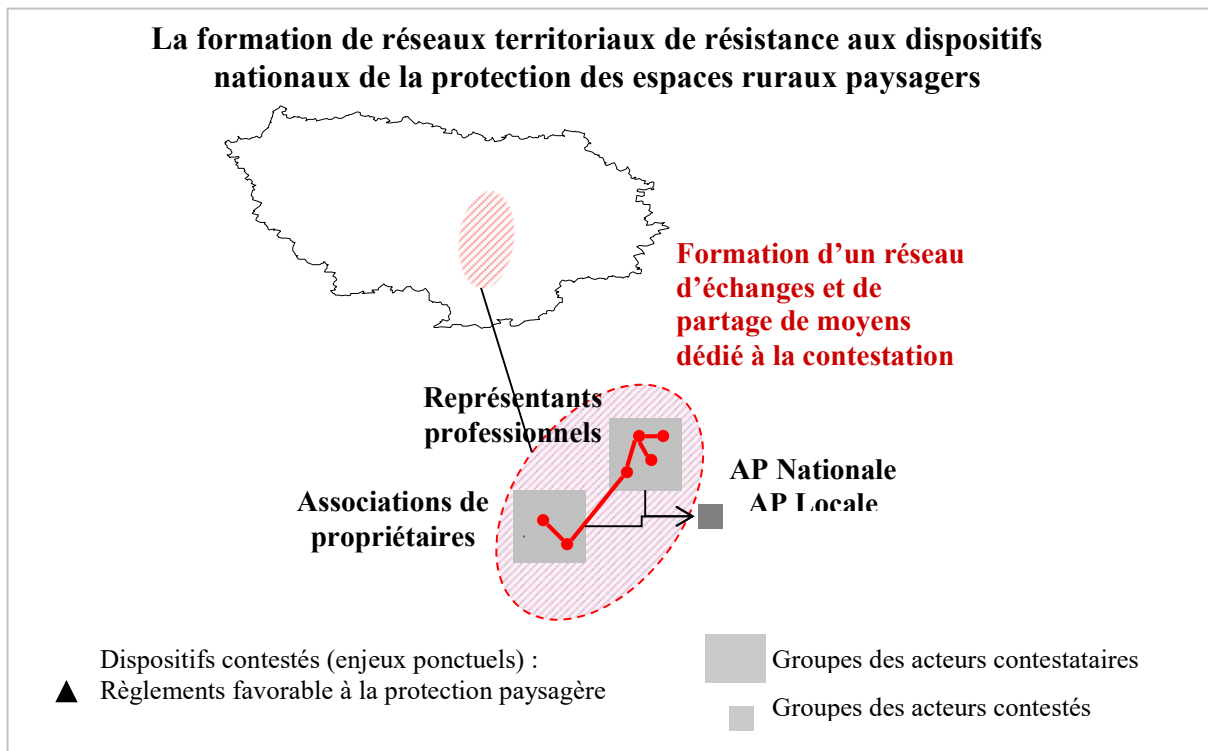 La formation de réseaux territoriaux de résistance aux dispositifs
nationaux de la protection des espaces ruraux paysagers
Formation d’un réseau
d’échanges et de
partage de moyens
dédié à la contestation
Représentants
professionnels
AP Nationale
AP Locale
Associations de
propriétaires
Dispositifs contestés (enjeux ponctuels) :
Règlements favorable à la protection paysagère
Groupes des acteurs contestataires
Groupes des acteurs contestés